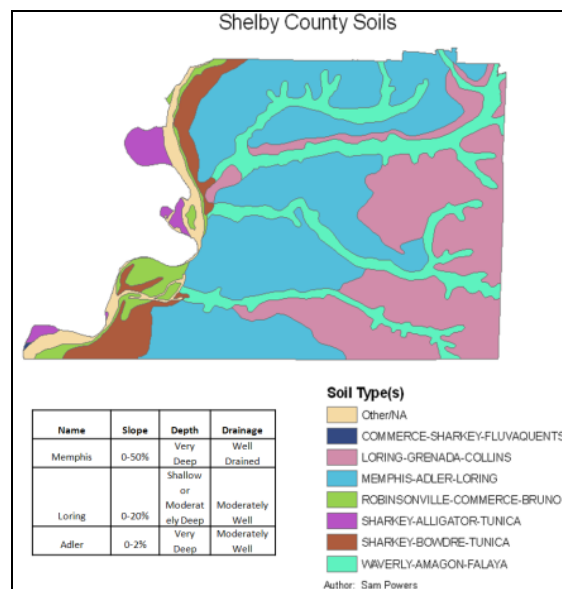 Shelby County Soils
Soil Type(s)
Other/NA
COMMERCE-SHARKEY-FLUVAQUENTS
LORING-GRENADA-COLLINS
MEMPHIS-ADLER-LORING
ROBINSONVILLE-COMMERCE-BRUNO
SHARKEY-ALLIGATOR-TUNICA
SHARKEY-BOWDRE-TUNICA
WAVERLY-AMAGON-FALAYA
Author: Sam Powers
Name Slope Depth Drainage
Memphis 0-50% Very Deep Well Drained
Loring 0-20% Shallow or Moderat ely Deep Moderately Well
Adler 0-2% Very Deep Moderately Well